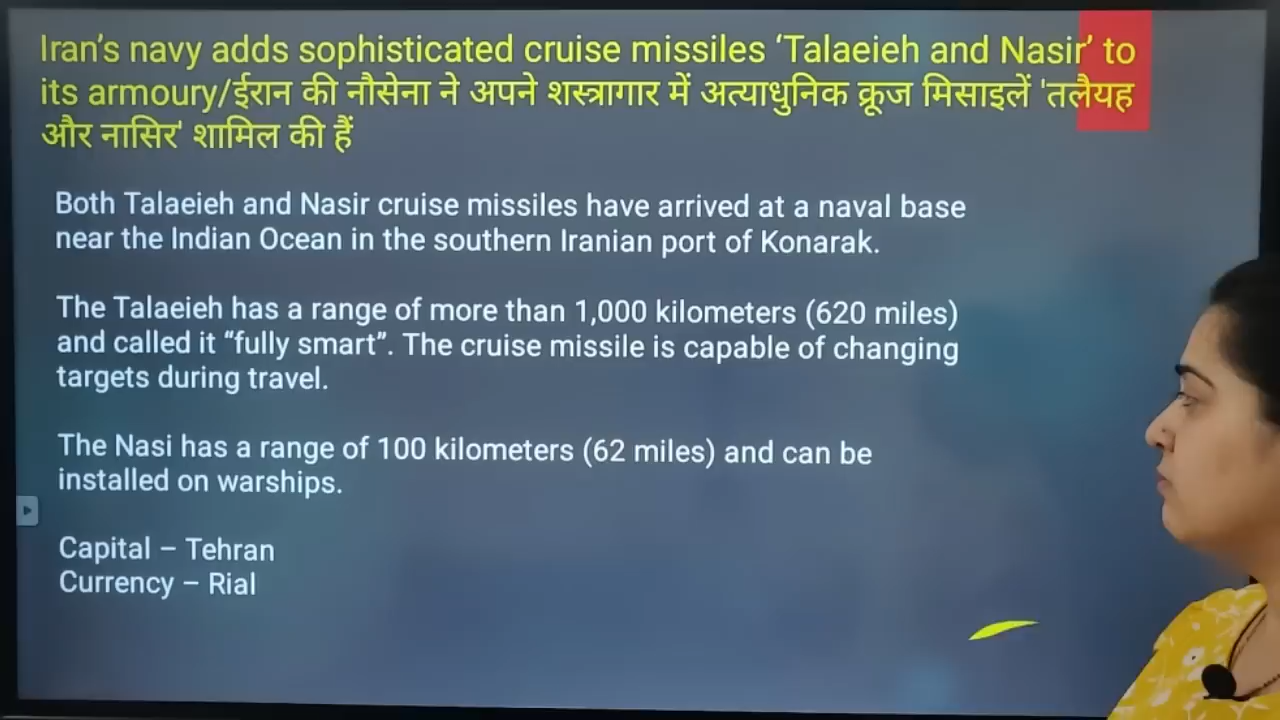 Iran’s navy adds sophisticated cruise missiles ‘Talaeieh and Nasir’ to
its armoury/ईरान की नौसेना ने अपने शस्त्रागार में अत्याधुनिक क्रूज मिसाइलें 'तलैयह
और नासिर' शामिल की हैं
Both Talaeieh and Nasir cruise missiles have arrived at a naval base
near the Indian Ocean in the southern Iranian port of Konarak.
The Talaeieh has a range of more than 1,000 kilometers (620 miles)
and called it “fully smart”. The cruise missile is capable of changing
targets during travel.
The Nasi has a range of 100 kilometers (62 miles) and can be
installed on warships.
Capital – Tehran
Currency – Rial